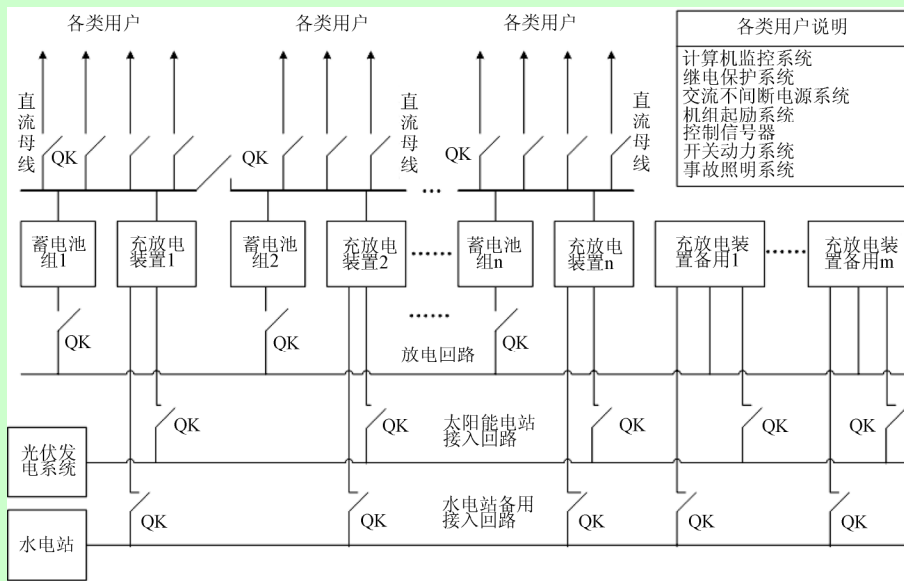 各类用户
各类用户
各类用户
各类用户说明
计算机监控系统
继电保护系统
交流不间断电源系统
机组起励系统
控制信号器
开关动力系统
事故照明系统
直流母线
直流母线
直流母线
QK
QK
QK
...
蓄电池
组1
充放电
装置1
蓄电池
组2
充放电
装置2
......
蓄电池
组n
充放电
装置n
充放电装
置备用1
......
充放电装
置备用m
QK
QK
......
QK
放电回路
QK
QK
太阳能电站
接入回路
QK
QK
QK
光伏发
电系统
QK
QK
水电站备用
接入回路
QK
QK
QK
水电站